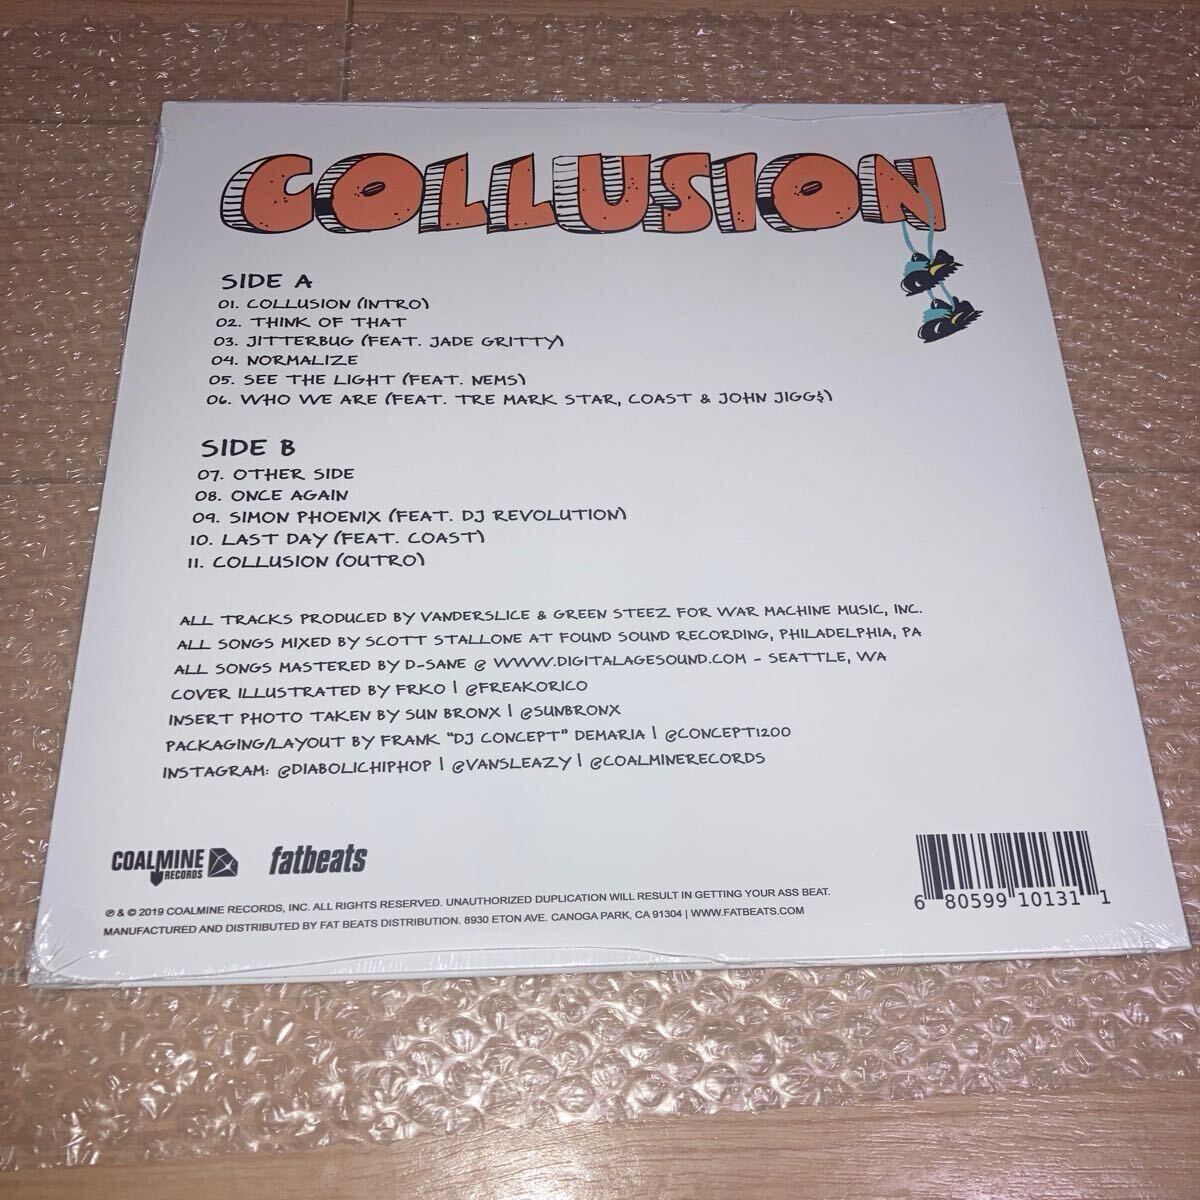 COLLUSION
SIDE A
01. COLLUSION (INTRO)
02. THINK OF THAT
03. JITTERBUG (FEAT. JADE GRITTY)
04. NORMALIZE
05. SEE THE LIGHT (FEAT. NEMS)
06. WHO WE ARE (FEAT. TRE MARK STAR, COAST & JOHN JIGG$)
SIDE B
07. OTHER SIDE
08. ONCE AGAIN
09. SIMON PHOENIX (FEAT. DJ REVOLUTION)
10. LAST DAY (FEAT. COAST)
11. COLLUSION (OUTRO)
ALL TRACKS PRODUCED BY VANDERSLICE & GREEN STEEZ FOR WAR MACHINE MUSIC, INC.
ALL SONGS MIXED BY SCOTT STALLONE AT FOUND SOUND RECORDING, PHILADELPHIA, PA
ALL SONGS MASTERED BY D-SANE @ WWW.DIGITALAGESOUND.COM - SEATTLE, WA
COVER ILLUSTRATED BY FRKO | @FREAKORICO
INSERT PHOTO TAKEN BY SUN BRONX | @SUNBRONX
PACKAGING/LAYOUT BY FRANK "DJ CONCEPT" DEMARIA | @CONCEPT1200
INSTAGRAM: @DIABOLICHIPHOP | @VANSLEAZY | @COALMINERECORDS
COALMINE RECORDS
fatbeats
℗ & © 2019 COALMINE RECORDS, INC. ALL RIGHTS RESERVED. UNAUTHORIZED DUPLICATION WILL RESULT IN GETTING YOUR ASS BEAT.
MANUFACTURED AND DISTRIBUTED BY FAT BEATS DISTRIBUTION. 8930 ETON AVE. CANOGA PARK, CA 91304 | WWW.FATBEATS.COM
6 80599 10131 1